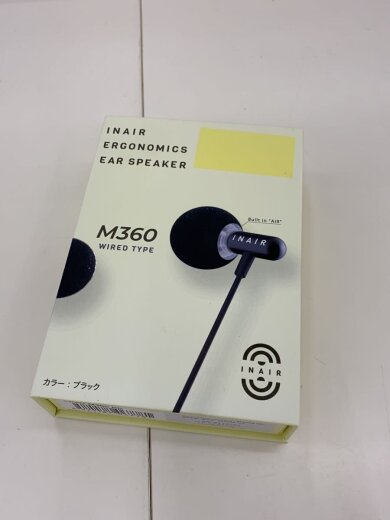 INAIR
ERGONOMICS
EAR SPEAKER
Built in "AIR"
INAIR
M360
WIRED TYPE
INAIR
カラー：ブラック